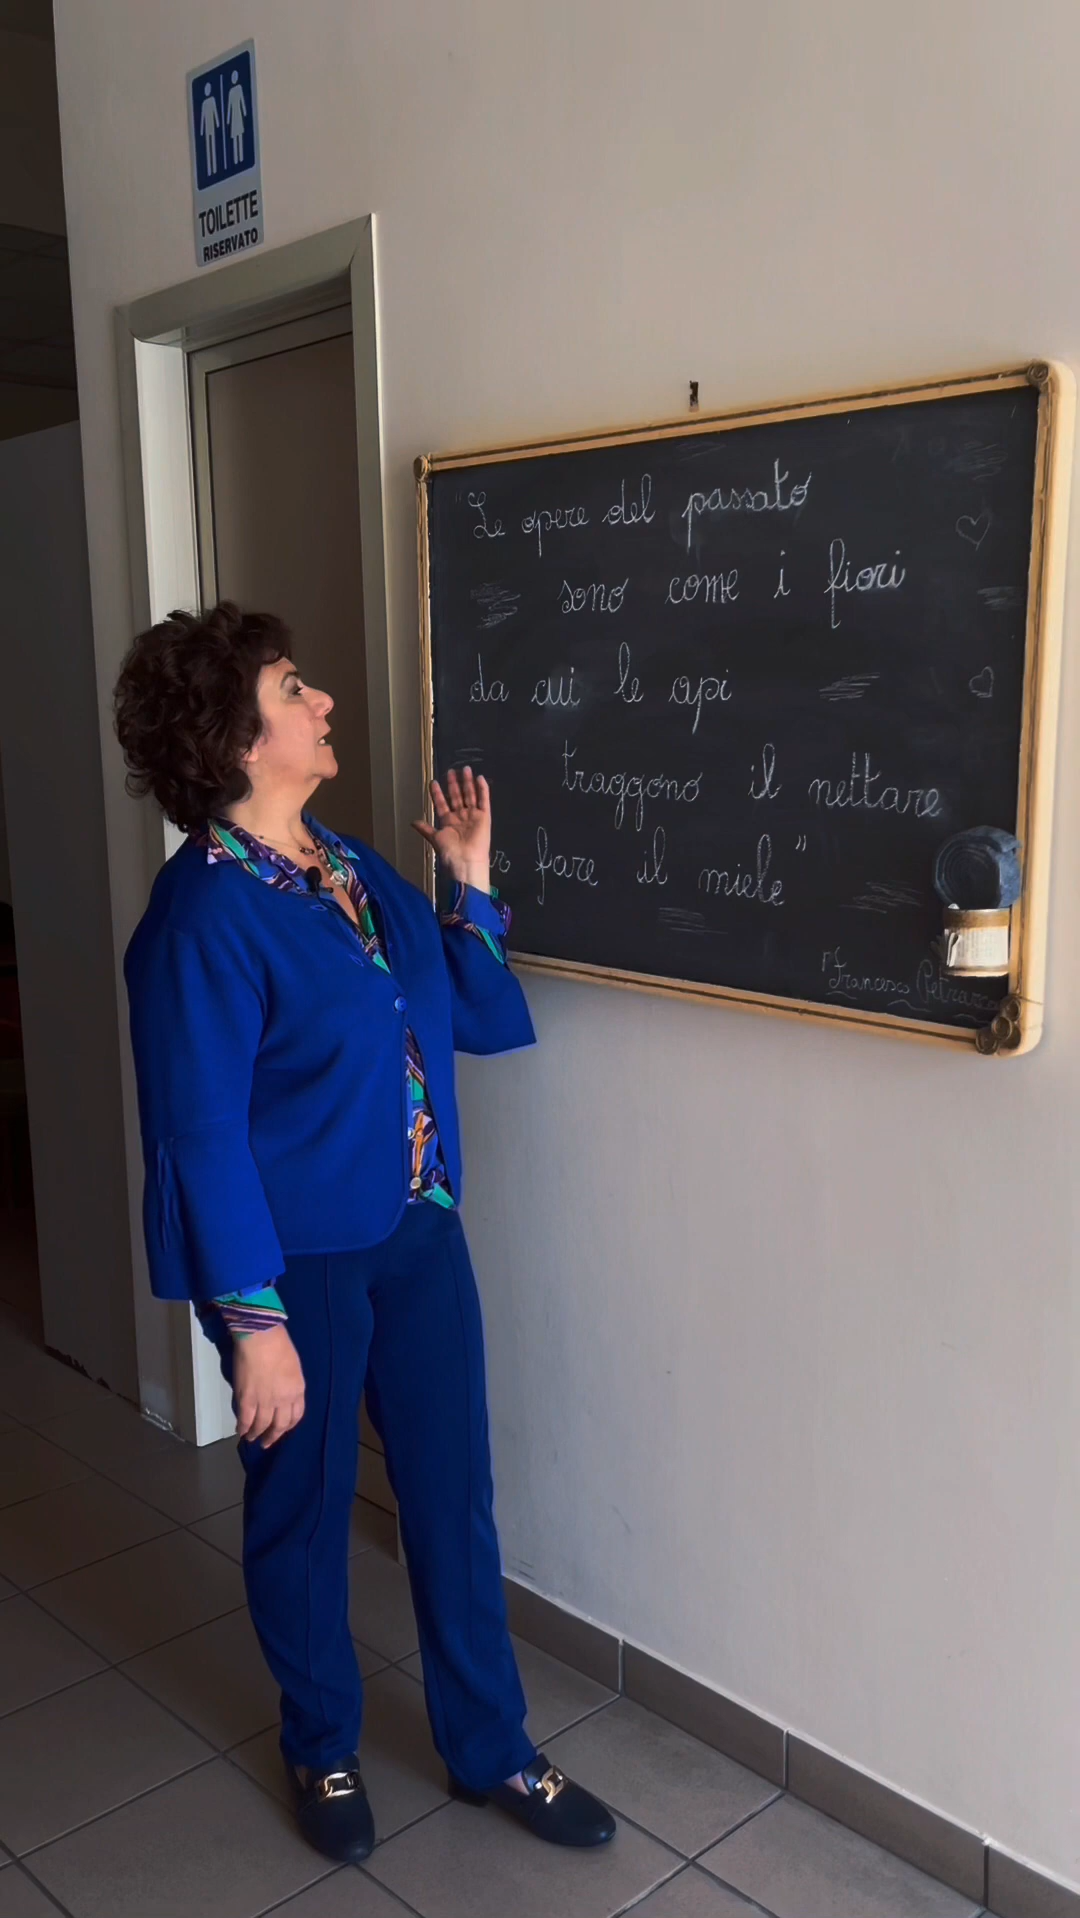 TOILETTE
RISERVATO
"Le opere del passato
sono come i fiori
da cui le api
traggono il nettare
fare il miele"
Francesco Petrarca